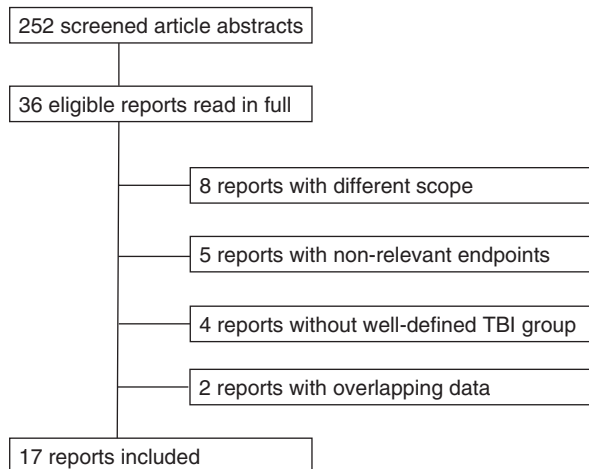 252 screened article abstracts
36 eligible reports read in full
8 reports with different scope
5 reports with non-relevant endpoints
4 reports without well-defined TBI group
2 reports with overlapping data
17 reports included